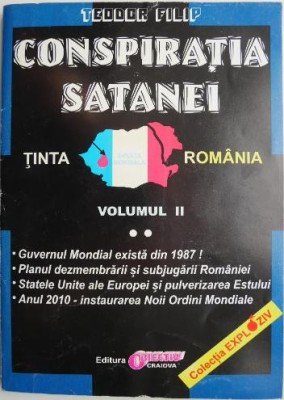 TEODOR FILIP
CONSPIRAȚIA
SATANEI
ȚINTA ROMÂNIA
VOLUMUL II
• Guvernul Mondial există din 1987 !
• Planul dezmembrării și subjugării României
• Statele Unite ale Europei și pulverizarea Estului
• Anul 2010 - instaurarea Noii Ordini Mondiale
Colecția EXPLOZIV
Editura OBIECTIV
CRAIOVA